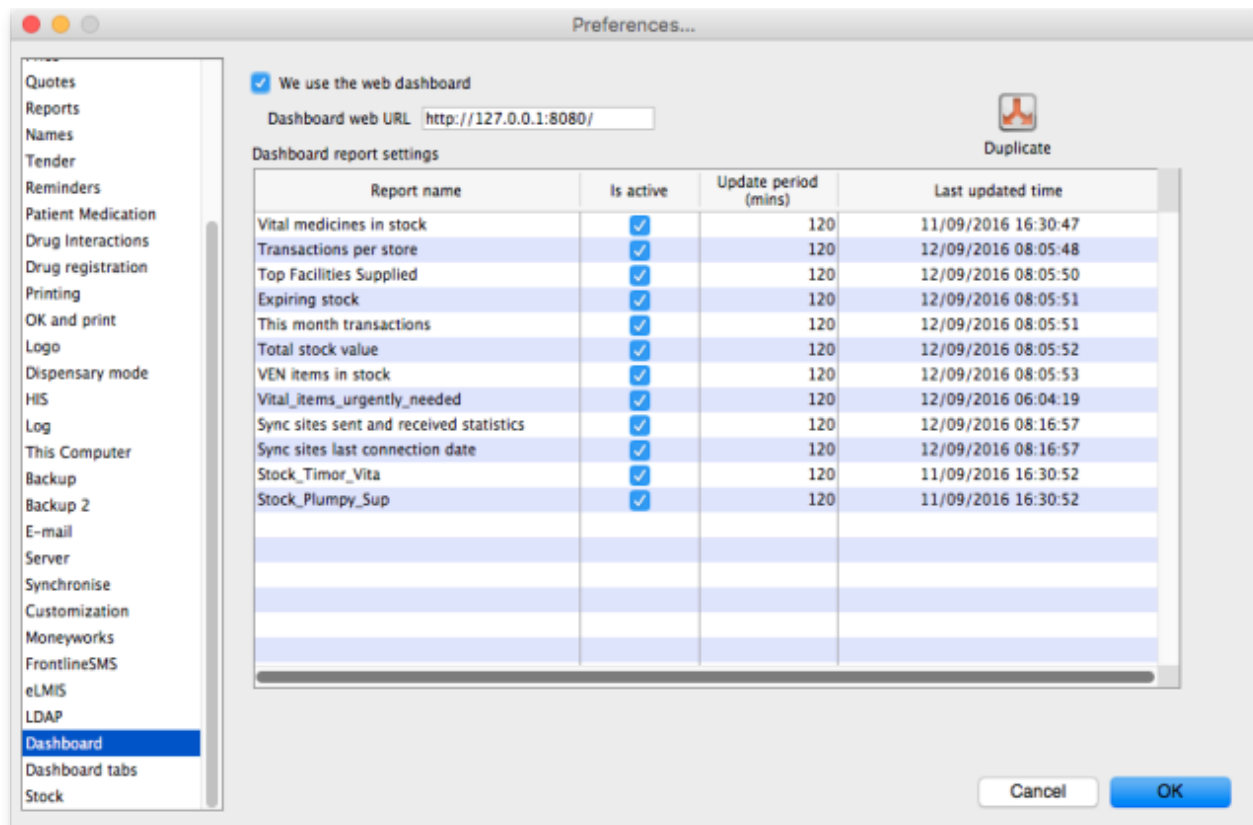 Preferences...
Quotes
Reports
Names
Tender
Reminders
Patient Medication
Drug Interactions
Drug registration
Printing
OK and print
Logo
Dispensary mode
HIS
Log
This Computer
Backup
Backup 2
E-mail
Server
Synchronise
Customization
Moneyworks
FrontlineSMS
eLMIS
LDAP
Dashboard
Dashboard tabs
Stock
We use the web dashboard
Dashboard web URL http://127.0.0.1:8080/
Duplicate
Dashboard report settings
Report name Is active Update period (mins) Last updated time
Vital medicines in stock 120 11/09/2016 16:30:47
Transactions per store 120 12/09/2016 08:05:48
Top Facilities Supplied 120 12/09/2016 08:05:50
Expiring stock 120 12/09/2016 08:05:51
This month transactions 120 12/09/2016 08:05:51
Total stock value 120 12/09/2016 08:05:52
VEN items in stock 120 12/09/2016 08:05:53
Vital_items_urgently_needed 120 12/09/2016 06:04:19
Sync sites sent and received statistics 120 12/09/2016 08:16:57
Sync sites last connection date 120 12/09/2016 08:16:57
Stock_Timor_Vita 120 11/09/2016 16:30:52
Stock_Plumpy_Sup 120 11/09/2016 16:30:52
Cancel OK